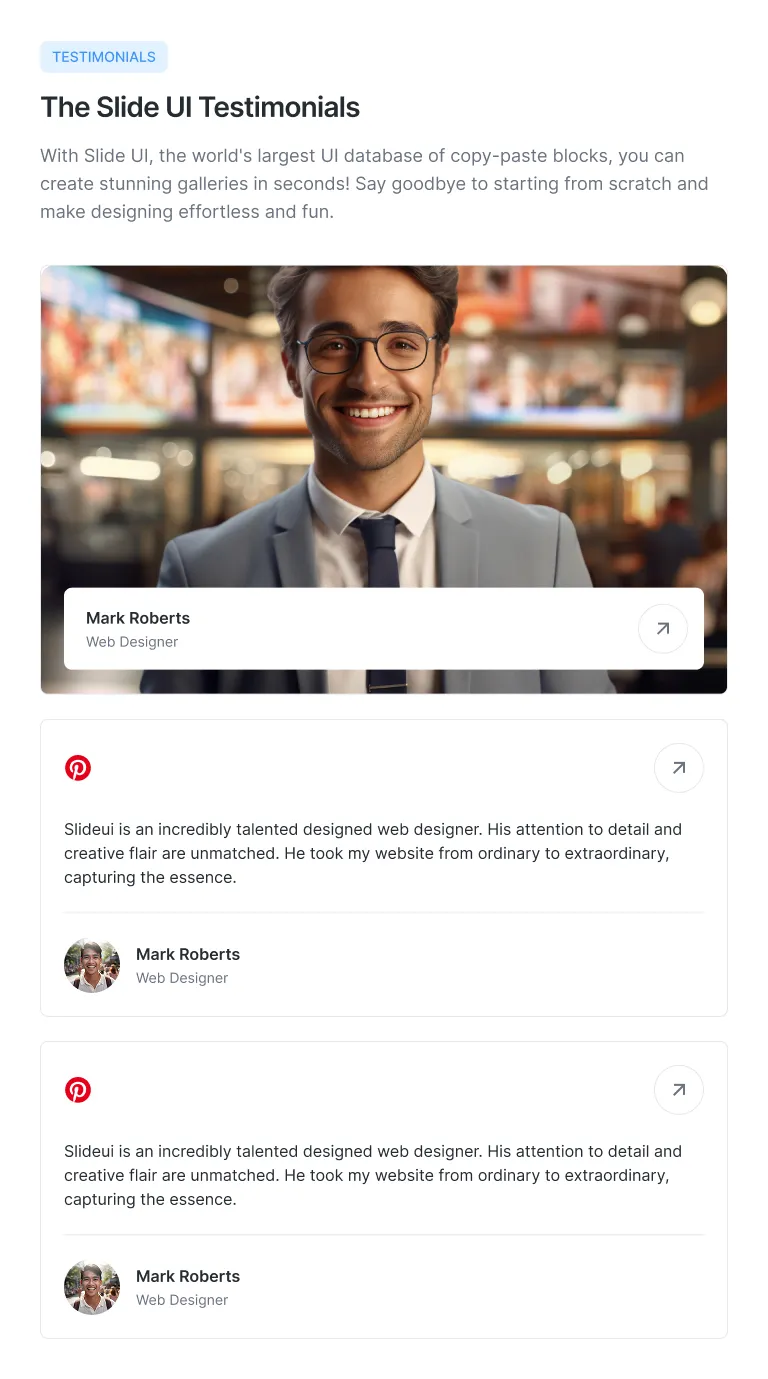 TESTIMONIALS
The Slide UI Testimonials
With Slide UI, the world's largest UI database of copy-paste blocks, you can
create stunning galleries in seconds! Say goodbye to starting from scratch and
make designing effortless and fun.
Mark Roberts
Web Designer
Slideui is an incredibly talented designed web designer. His attention to detail and
creative flair are unmatched. He took my website from ordinary to extraordinary,
capturing the essence.
Mark Roberts
Web Designer
Slideui is an incredibly talented designed web designer. His attention to detail and
creative flair are unmatched. He took my website from ordinary to extraordinary,
capturing the essence.
Mark Roberts
Web Designer